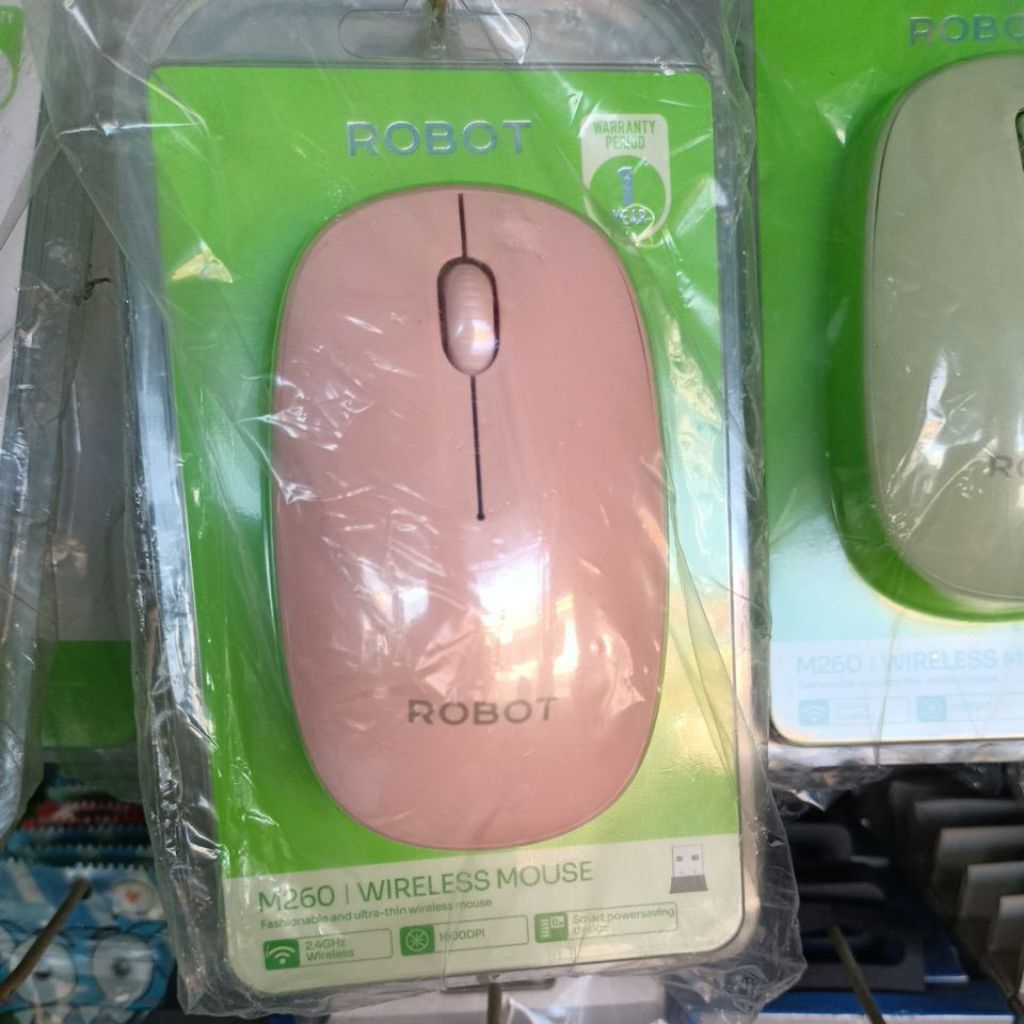 ROBOT
WARRANTY
PERIOD
1
YEAR
ROBOT
M260 | WIRELESS MOUSE
Fashionable and ultra-thin wireless mouse
2.4GHz
Wireless
1600DPI
Smart powersaving
design
ROBO
RO
M260 | WIRELESS M